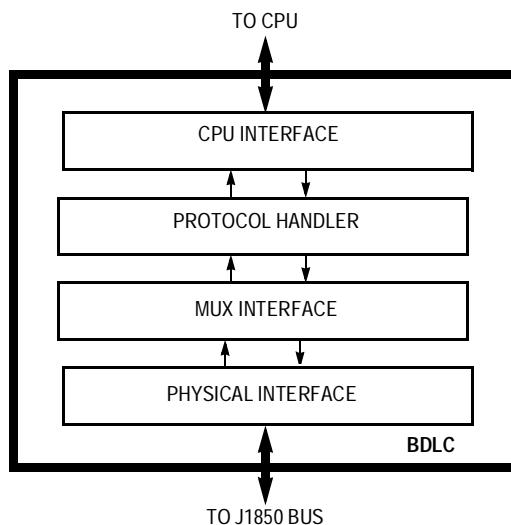 TO CPU
CPU INTERFACE
PROTOCOL HANDLER
MUX INTERFACE
PHYSICAL INTERFACE
BDLC
TO J1850 BUS